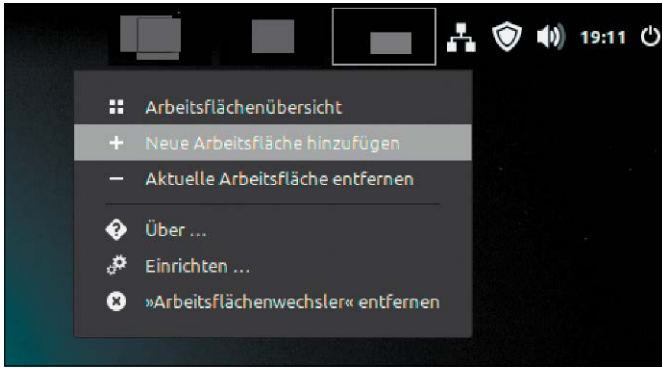 19:11
Arbeitsflächenübersicht
Neue Arbeitsfläche hinzufügen
Aktuelle Arbeitsfläche entfernen
Über ...
Einrichten ...
»Arbeitsflächenwechsler« entfernen